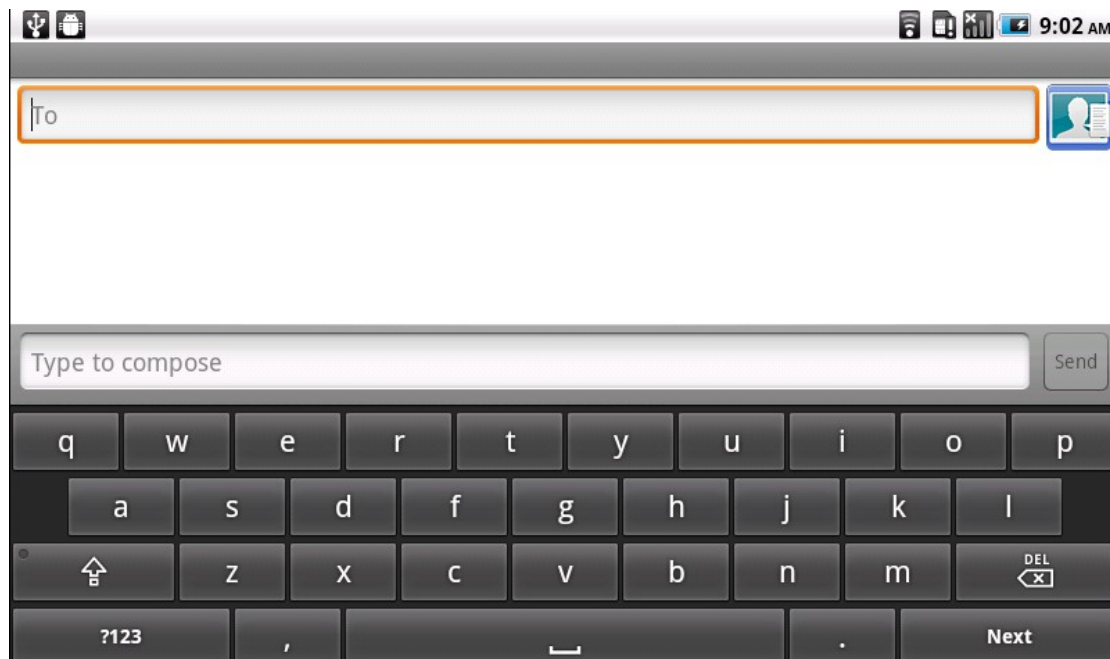 9:02 AM
To
Type to compose
Send
q w e r t y u i o p
a s d f g h j k l
z x c v b n m DEL
?123 , . Next